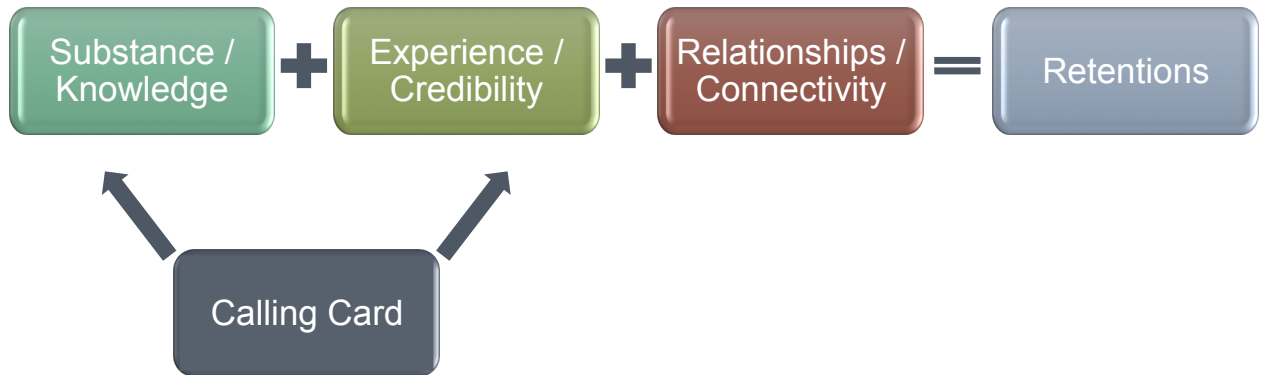 Substance /
Knowledge
Experience /
Credibility
Relationships /
Connectivity
Retentions
Calling Card